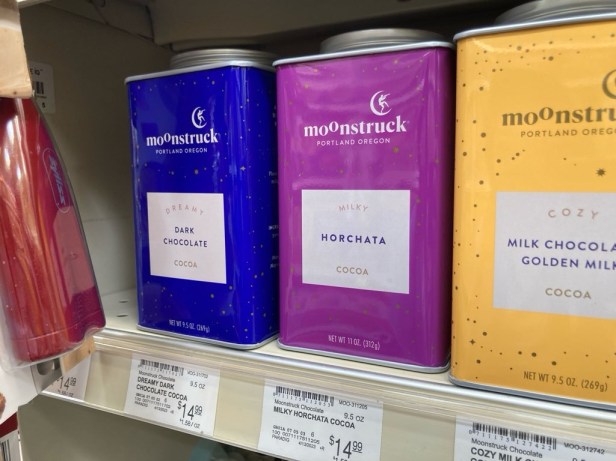 moonstruck
PORTLAND OREGON
DREAMY
DARK
CHOCOLATE
COCOA
NET WT 9.5 OZ. (269g)
moonstruck
PORTLAND OREGON
MILKY
HORCHATA
COCOA
NET WT 11 OZ. (312g)
moonstru
PORTLAND OREG
COZY
MILK CHOCOLA
GOLDEN MILK
COCOA
NET WT 9.5 OZ. (269g)
Moonstruck Chocolate
9.5 OZ
DREAMY DARK
CHOCOLATE COCOA
$14.99
Moonstruck Chocolate
9.5 OZ
MILKY HORCHATA COCOA
$14.99
Moonstruck Chocolate
MOO-312742
COZY MILK